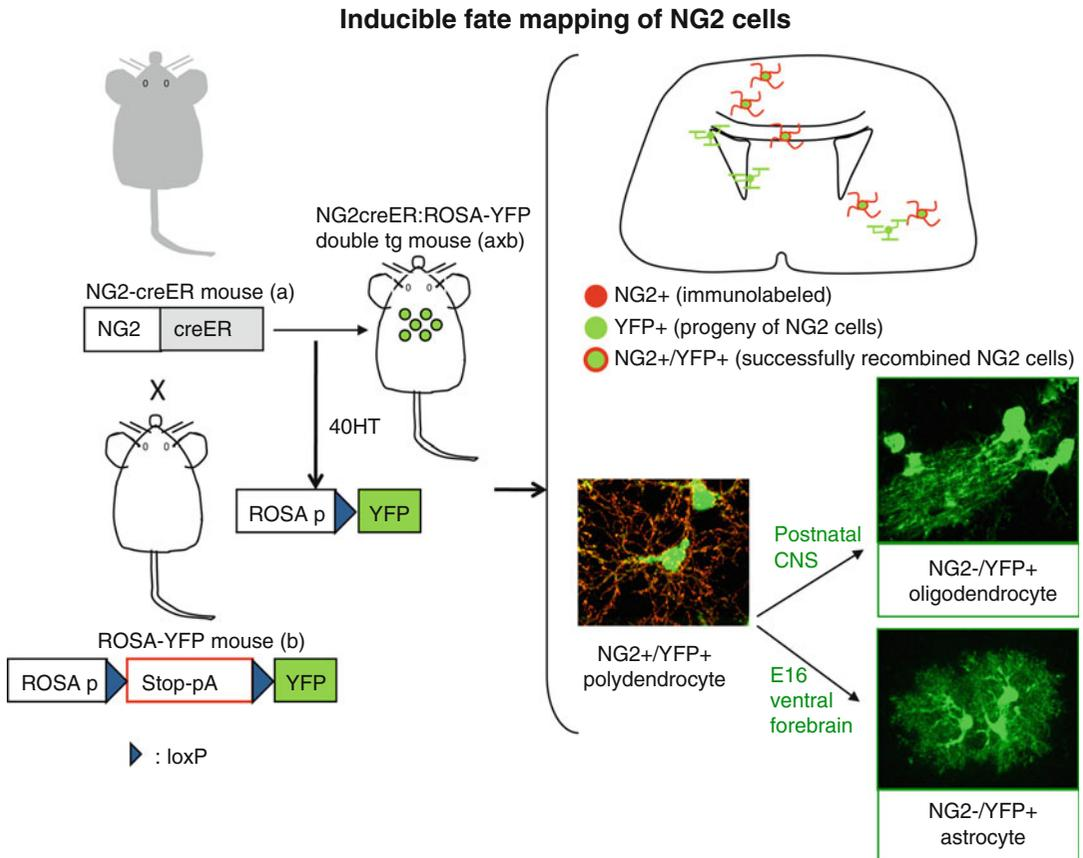 Inducible fate mapping of NG2 cells
NG2creER:ROSA-YFP
double tg mouse (axb)
NG2-creER mouse (a)
NG2
creER
X
40HT
ROSA p
YFP
ROSA-YFP mouse (b)
ROSA p
Stop-pA
YFP
: loxP
NG2+ (immunolabeled)
YFP+ (progeny of NG2 cells)
NG2+/YFP+ (successfully recombined NG2 cells)
NG2+/YFP+
polydendrocyte
Postnatal
CNS
E16
ventral
forebrain
NG2-/YFP+
oligodendrocyte
NG2-/YFP+
astrocyte